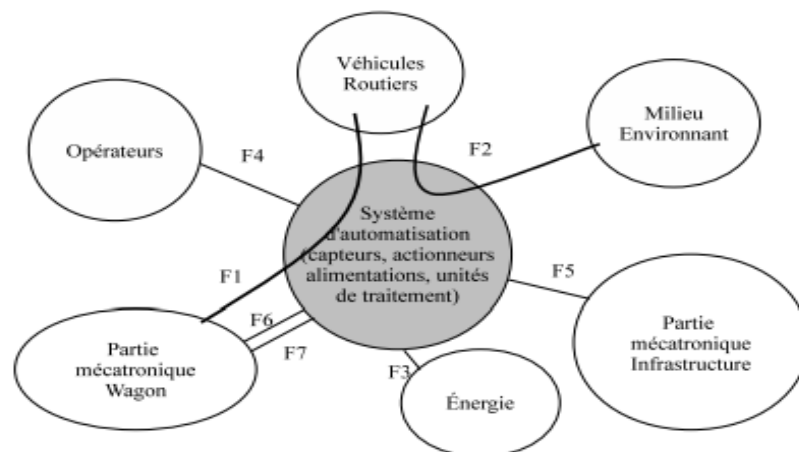 Véhicules
Routiers
Milieu
Environnant
Opérateurs
F4
F2
Système
d'automatisation
(capteurs, actionneurs
alimentations, unités
de traitement)
F1
F5
F6
F7
F3
Partie
mécatronique
Wagon
Énergie
Partie
mécatronique
Infrastructure